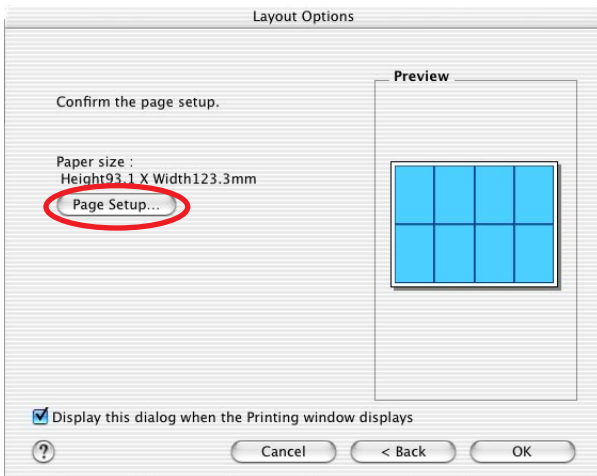 Layout Options
Preview
Confirm the page setup.
Paper size :
Height93.1 X Width123.3mm
Page Setup...
Display this dialog when the Printing window displays
?
Cancel
< Back
OK